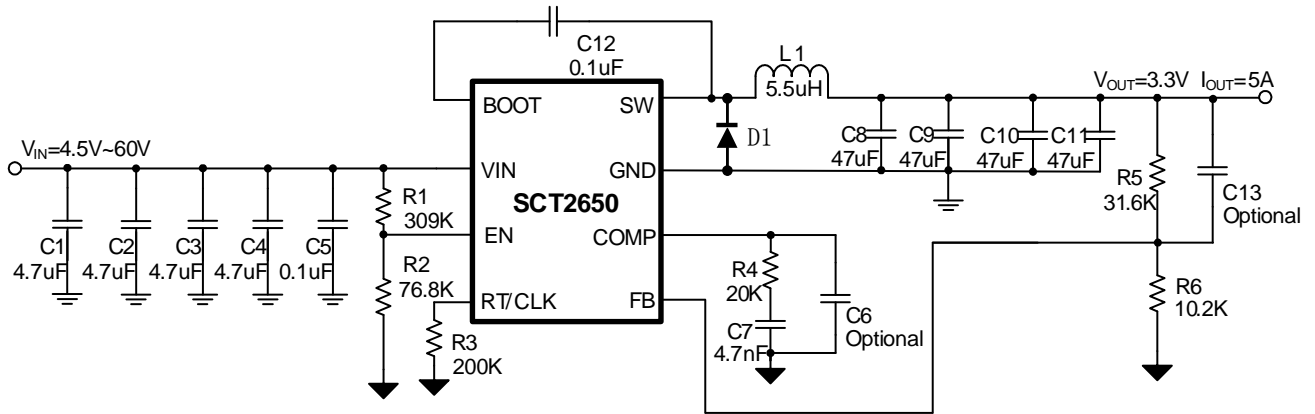 C12
0.1uF
L1
5.5uH
V_OUT=3.3V I_OUT=5A
BOOT
SW
D1
C8
47uF
C9
47uF
C10
47uF
C11
47uF
V_IN=4.5V~60V
VIN
GND
R1
309K
SCT2650
R5
31.6K
C13
Optional
EN
COMP
C1
4.7uF
C2
4.7uF
C3
4.7uF
C4
4.7uF
C5
0.1uF
R2
76.8K
R4
20K
RT/CLK
FB
C6
Optional
R6
10.2K
R3
200K
C7
4.7nF